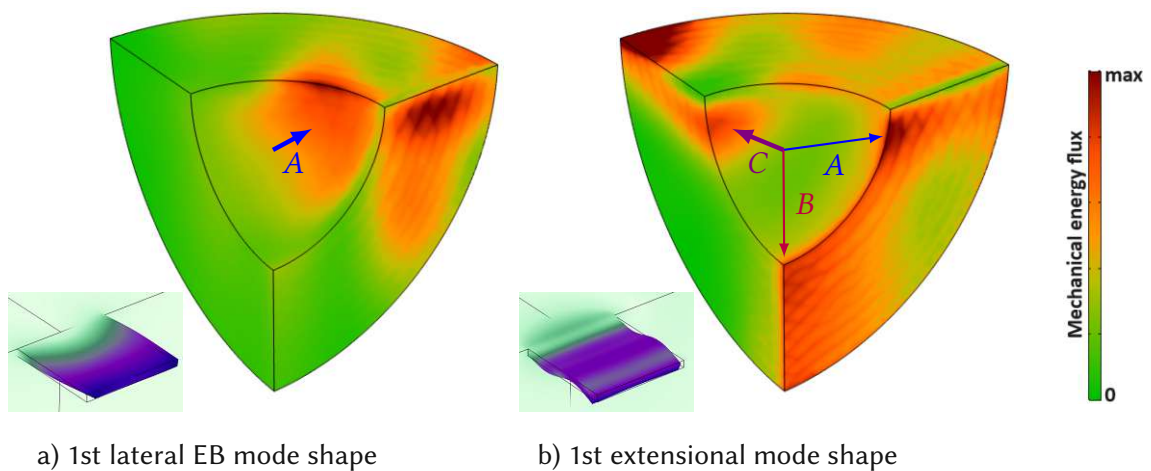 max
A
C
A
B
Mechanical energy flux
0
a) 1st lateral EB mode shape
b) 1st extensional mode shape